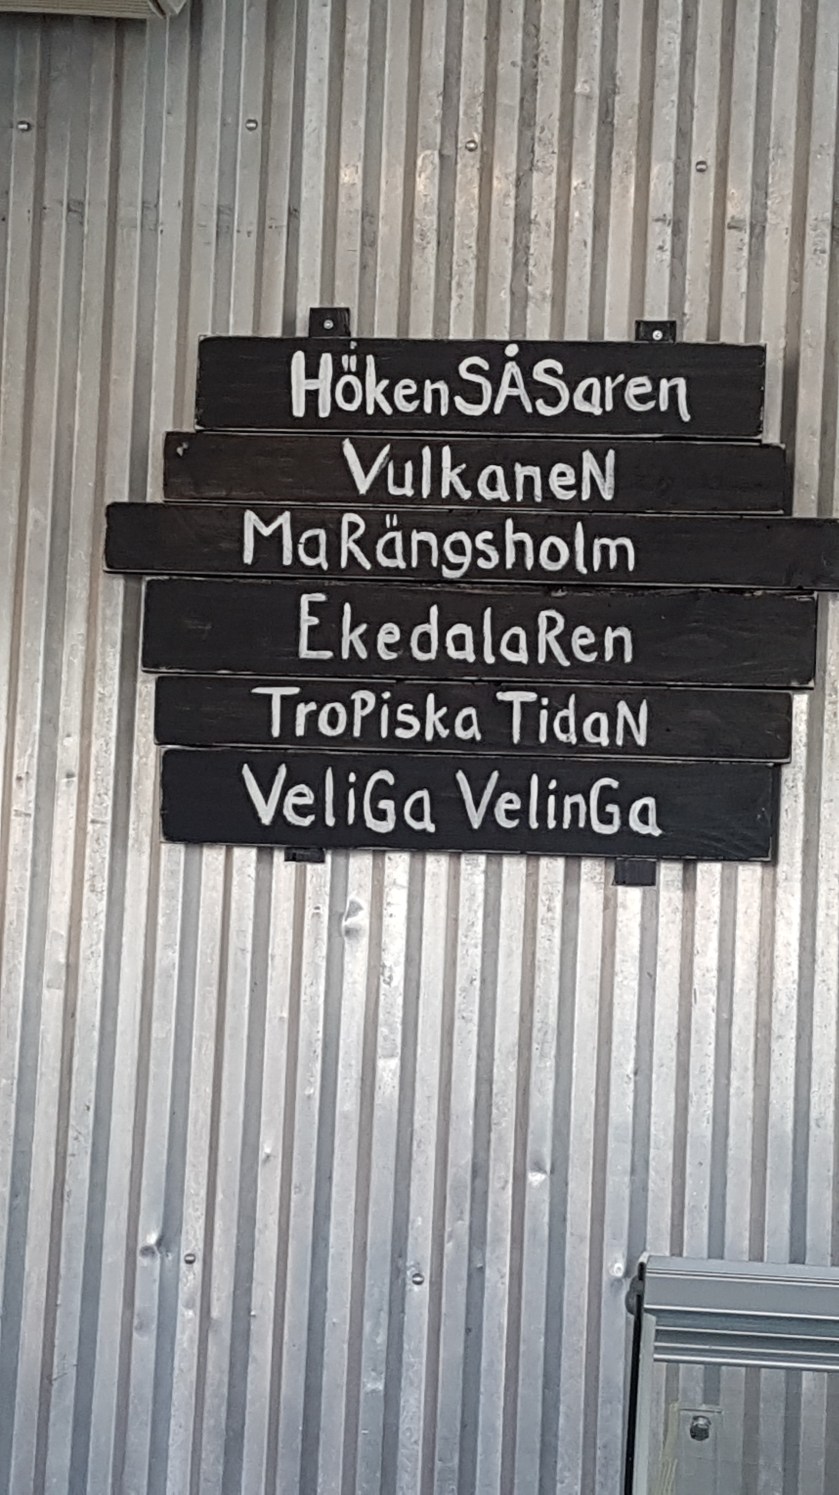 HökenSÅSaren
VulkaneN
MaRängsholm
EkedalaRen
TroPiska TidaN
VeliGa VelinGa